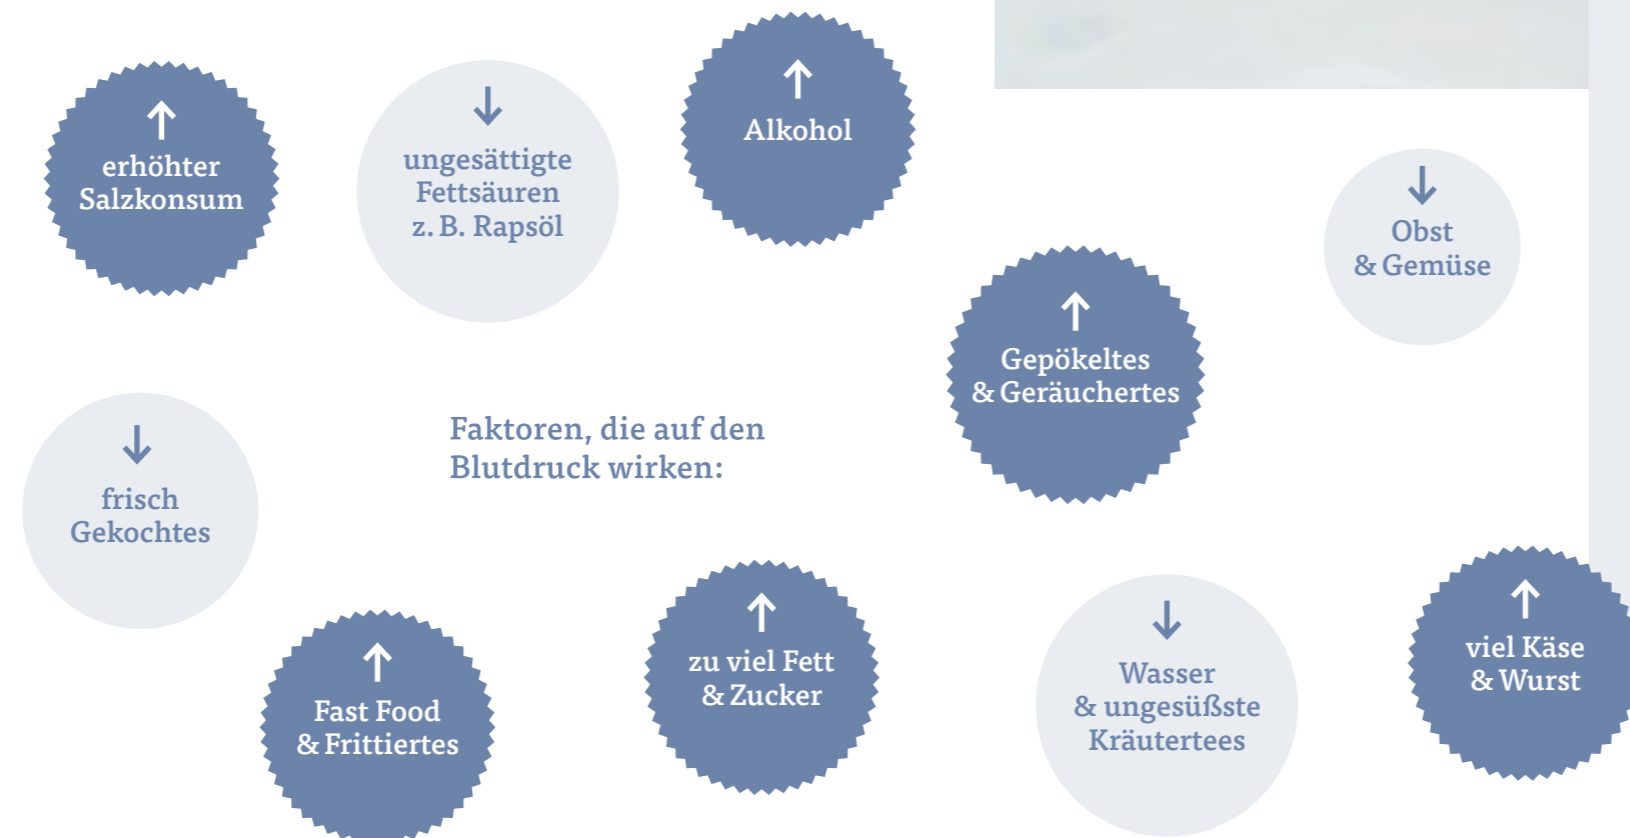 ↑
erhöhter
Salzkonsum
↓
ungesättigte
Fettsäuren
z. B. Rapsöl
↑
Alkohol
↓
Obst
& Gemüse
↑
Gepökeltes
& Geräuchertes
↓
frisch
Gekochtes
Faktoren, die auf den
Blutdruck wirken:
↑
Fast Food
& Frittiertes
↑
zu viel Fett
& Zucker
↓
Wasser
& ungesüßste
Kräutertees
↑
viel Käse
& Wurst